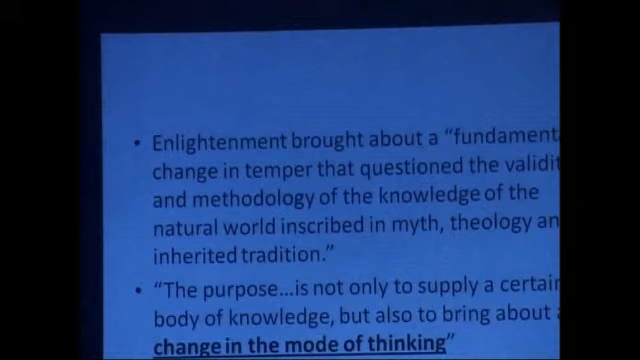 • Enlightenment brought about a “fundament
change in temper that questioned the validit
and methodology of the knowledge of the
natural world inscribed in myth, theology an
inherited tradition.”
• “The purpose...is not only to supply a certain
body of knowledge, but also to bring about a
change in the mode of thinking”